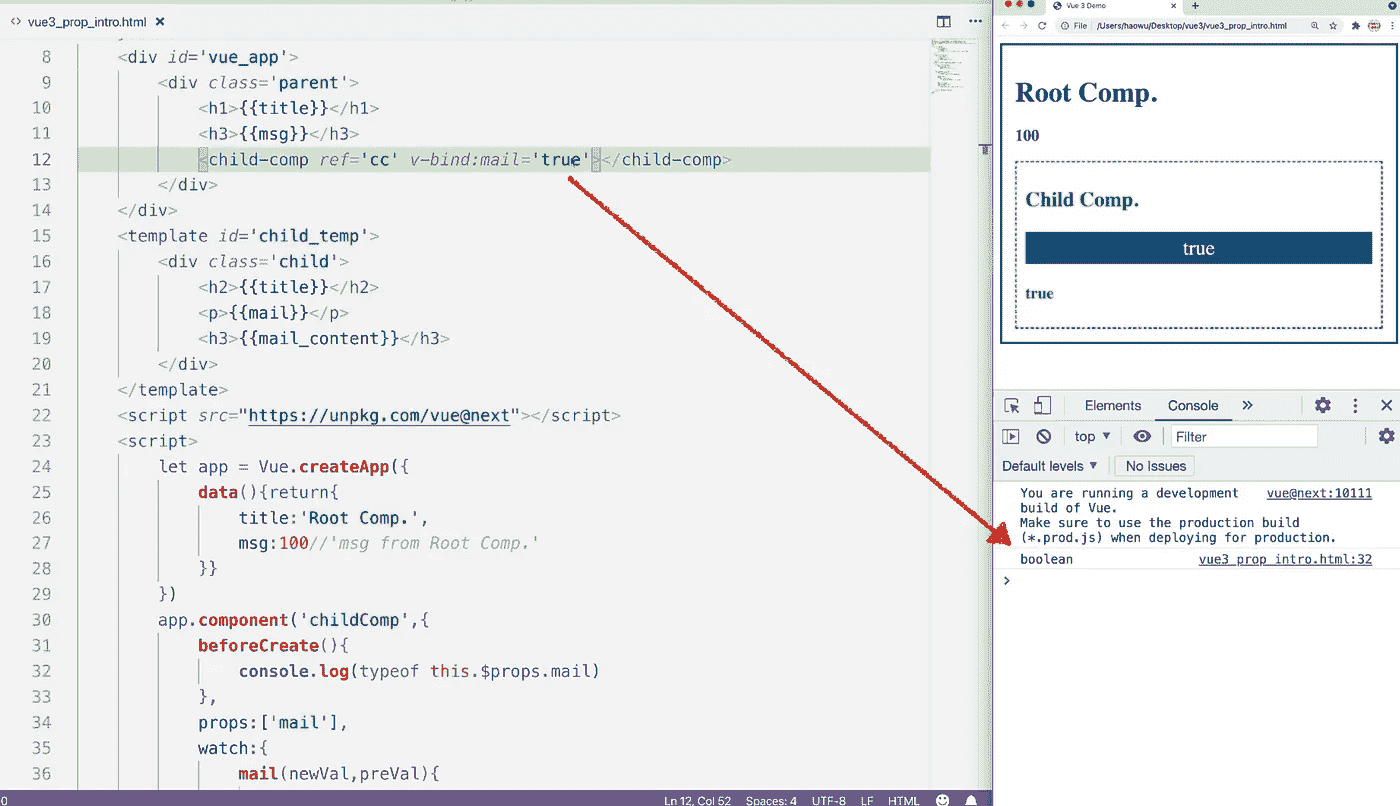 vue3_prop_intro.html
8 <div id='vue_app'>
9 <div class='parent'>
10 <h1>{{title}}</h1>
11 <h3>{{msg}}</h3>
12 <child-comp ref='cc' v-bind:mail='true'></child-comp>
13 </div>
14 </div>
15 <template id='child_temp'>
16 <div class='child'>
17 <h2>{{title}}</h2>
18 <p>{{mail}}</p>
19 <h3>{{mail_content}}</h3>
20 </div>
21 </template>
22 <script src="https://unpkg.com/vue@next"></script>
23 <script>
24 let app = Vue.createApp({
25 data(){return{
26 title:'Root Comp.',
27 msg:100//'msg from Root Comp.'
28 }}
29 })
30 app.component('childComp',{
31 beforeCreate(){
32 console.log(typeof this.$props.mail)
33 },
34 props:['mail'],
35 watch:{
36 mail(newVal,preVal){
Ln 12, Col 52 Spaces: 4 UTF-8 LF HTML
Vue 3 Demo
File /Users/haowu/Desktop/vue3/vue3_prop_intro.html
Root Comp.
100
Child Comp.
true
true
Elements Console
top Filter
Default levels No Issues
You are running a development vue@next:10111
build of Vue.
Make sure to use the production build
(*.prod.js) when deploying for production.
boolean vue3_prop_intro.html:32